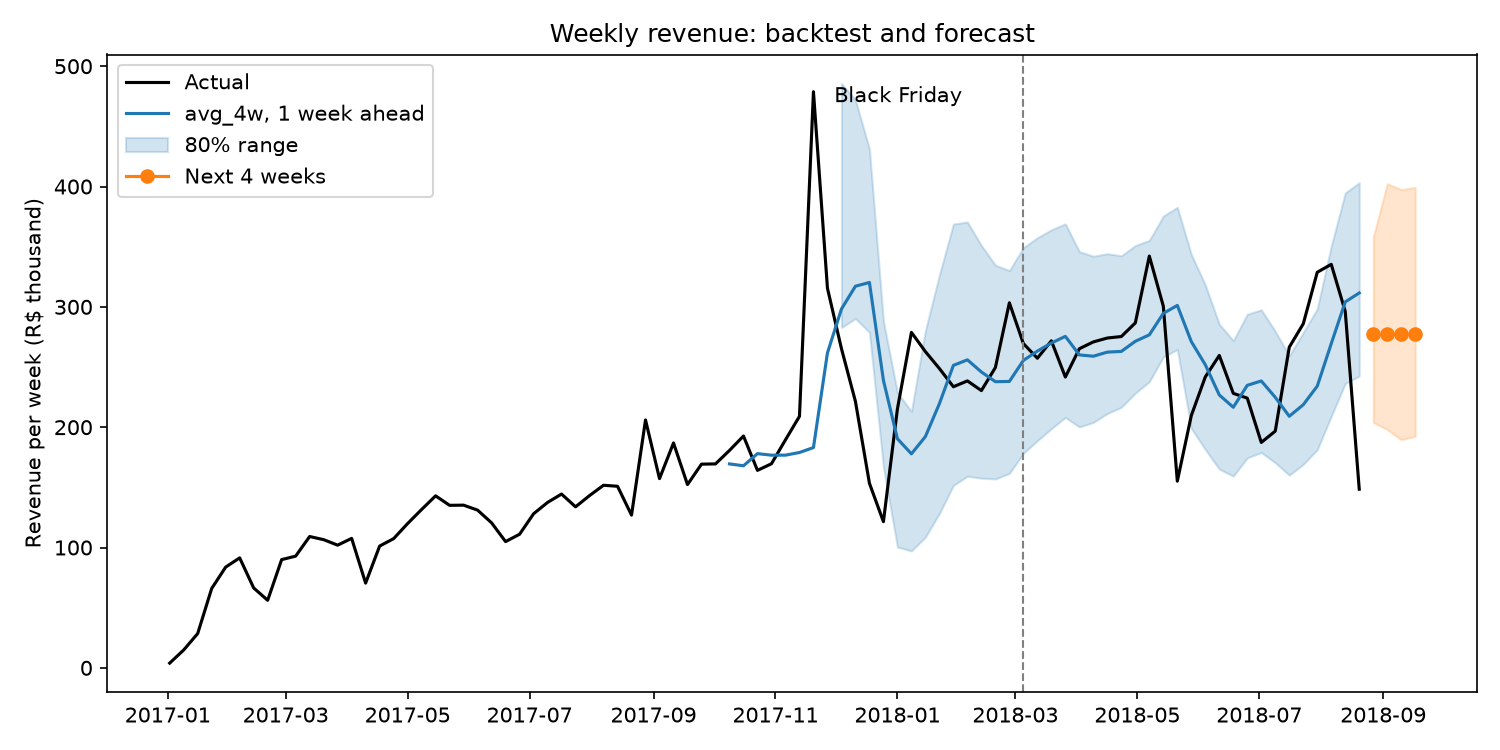 Weekly revenue: backtest and forecast
Revenue per week (R$ thousand)
500
400
300
200
100
0
Actual
avg_4w, 1 week ahead
80% range
Next 4 weeks
Black Friday
2017-01 2017-03 2017-05 2017-07 2017-09 2017-11 2018-01 2018-03 2018-05 2018-07 2018-09